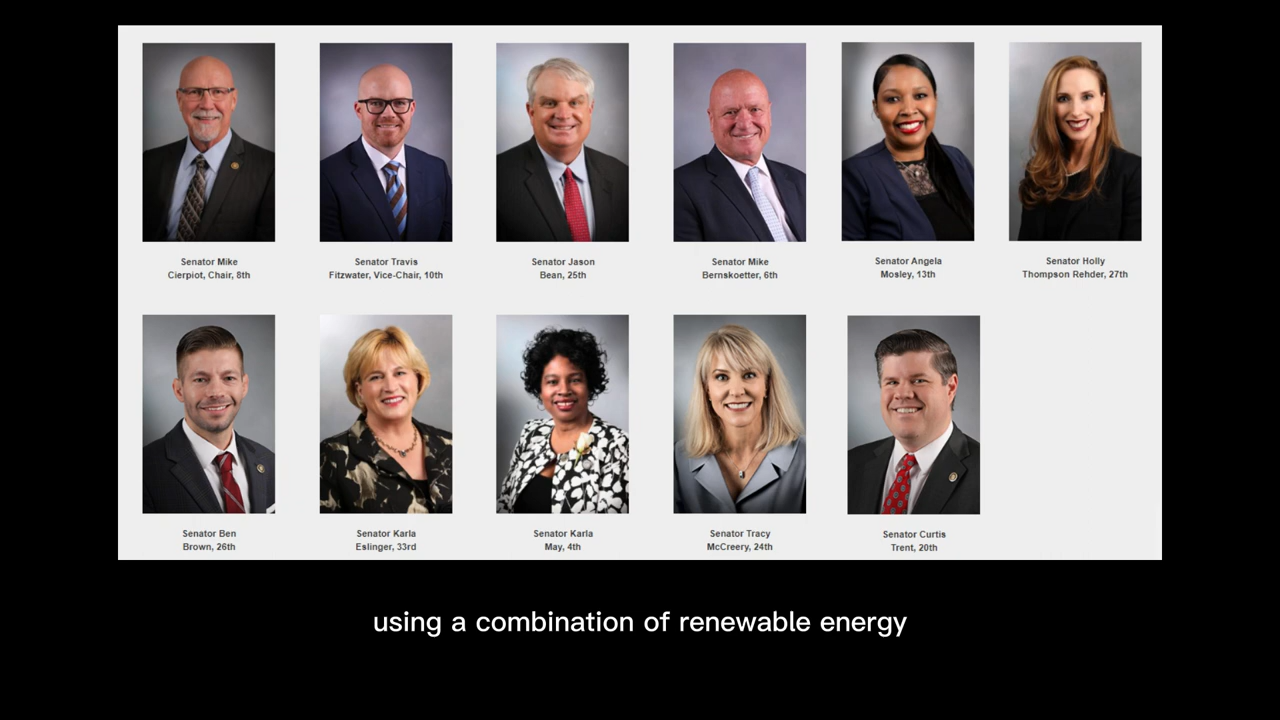 Senator Mike
Cierpiot, Chair, 8th
Senator Travis
Fitzwater, Vice-Chair, 10th
Senator Jason
Bean, 25th
Senator Mike
Bernskoetter, 6th
Senator Angela
Mosley, 13th
Senator Holly
Thompson Rehder, 27th
Senator Ben
Brown, 26th
Senator Karla
Eslinger, 33rd
Senator Karla
May, 4th
Senator Tracy
McCreery, 24th
Senator Curtis
Trent, 20th
using a combination of renewable energy